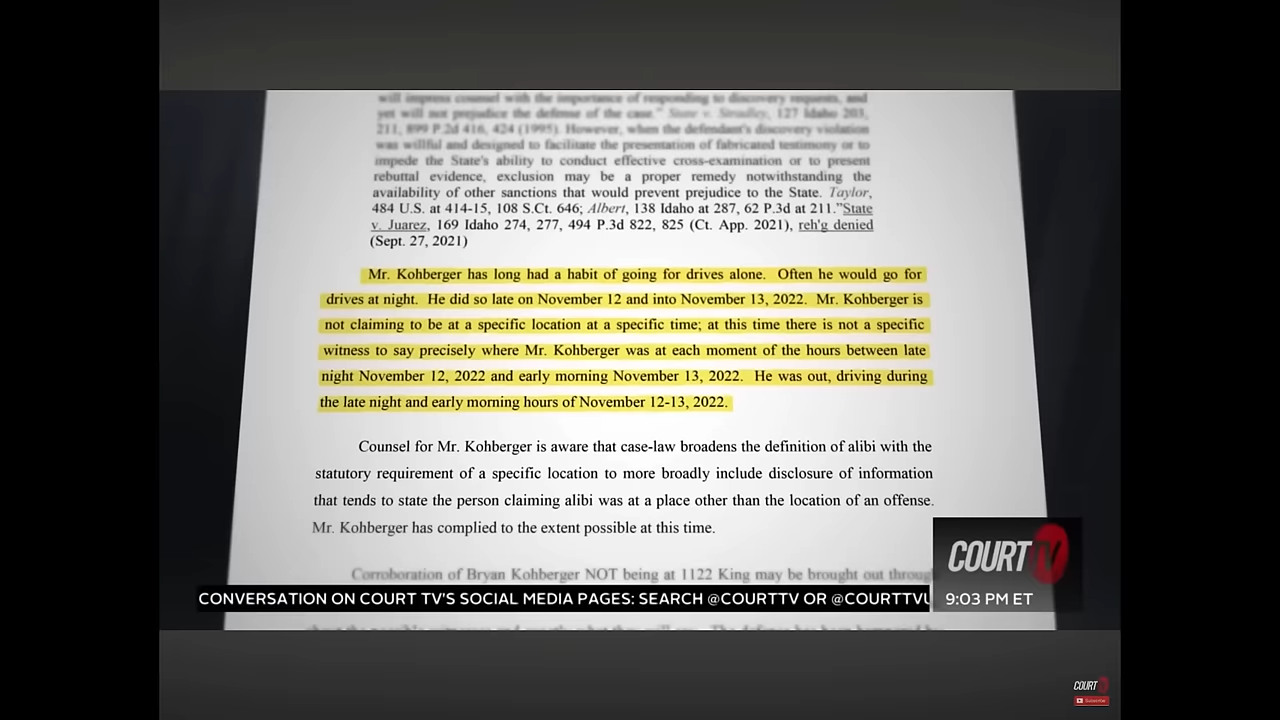 will impress counsel with the importance of responding to discovery requests, and
yet will not prejudice the defense of the case." State v. Stradley, 127 Idaho 203,
211, 899 P.2d 416, 424 (1995). However, when the defendant's discovery violation
was willful and designed to facilitate the presentation of fabricated testimony or to
impede the State's ability to conduct effective cross-examination or to present
rebuttal evidence, exclusion may be a proper remedy notwithstanding the
availability of other sanctions that would prevent prejudice to the State. Taylor,
484 U.S. at 414-15, 108 S.Ct. 646; Albert, 138 Idaho at 287, 62 P.3d at 211."State
v. Juarez, 169 Idaho 274, 277, 494 P.3d 822, 825 (Ct. App. 2021), reh'g denied
(Sept. 27, 2021)
Mr. Kohberger has long had a habit of going for drives alone. Often he would go for
drives at night. He did so late on November 12 and into November 13, 2022. Mr. Kohberger is
not claiming to be at a specific location at a specific time; at this time there is not a specific
witness to say precisely where Mr. Kohberger was at each moment of the hours between late
night November 12, 2022 and early morning November 13, 2022. He was out, driving during
the late night and early morning hours of November 12-13, 2022.
Counsel for Mr. Kohberger is aware that case-law broadens the definition of alibi with the
statutory requirement of a specific location to more broadly include disclosure of information
that tends to state the person claiming alibi was at a place other than the location of an offense.
Mr. Kohberger has complied to the extent possible at this time.
Corroboration of Bryan Kohberger NOT being at 1122 King may be brought out throug
COURT TV
CONVERSATION ON COURT TV'S SOCIAL MEDIA PAGES: SEARCH @COURTTV OR @COURTTVU
9:03 PM ET
COURT TV
Subscribe